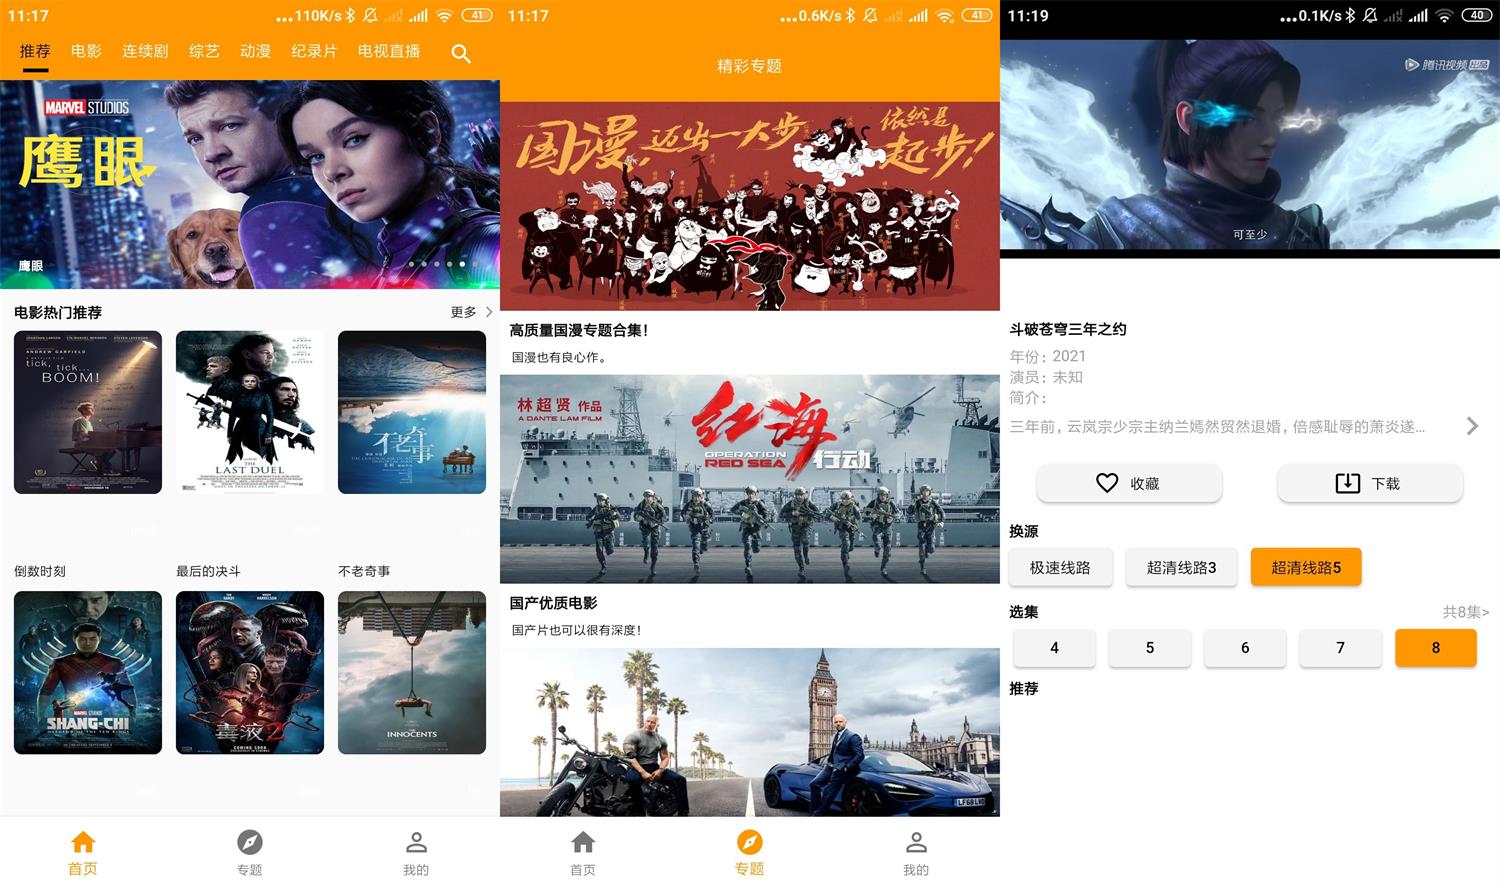 11:17
110K/s
41
推荐
电影
连续剧
综艺
动漫
纪录片
电视直播
MARVEL STUDIOS
鹰眼
鹰眼
电影热门推荐
更多
ANDREW GARFIELD
tick, tick...
BOOM!
THE
LAST DUEL
不老奇事
倒数时刻
最后的决斗
不老奇事
MARVEL STUDIOS
SHANG-CHI
毒液2
COMING SOON
THE
INNOCENTS
首页
专题
我的
11:17
0.6K/s
41
精彩专题
国漫,迈出一大步
依然是
起步!
高质量国漫专题合集!
国漫也有良心作。
林超贤 作品
A DANTE LAM FILM
红海
OPERATION
RED SEA
行动
国产优质电影
国产片也可以很有深度!
LF68 LWD
首页
专题
我的
11:19
0.1K/s
40
腾讯视频 出品
可至少
斗破苍穹三年之约
年份: 2021
演员: 未知
简介:
三年前, 云岚宗少宗主纳兰嫣然贸然退婚, 倍感耻辱的萧炎遂...
收藏
下载
换源
极速线路
超清线路3
超清线路5
选集
共8集>
4
5
6
7
8
推荐